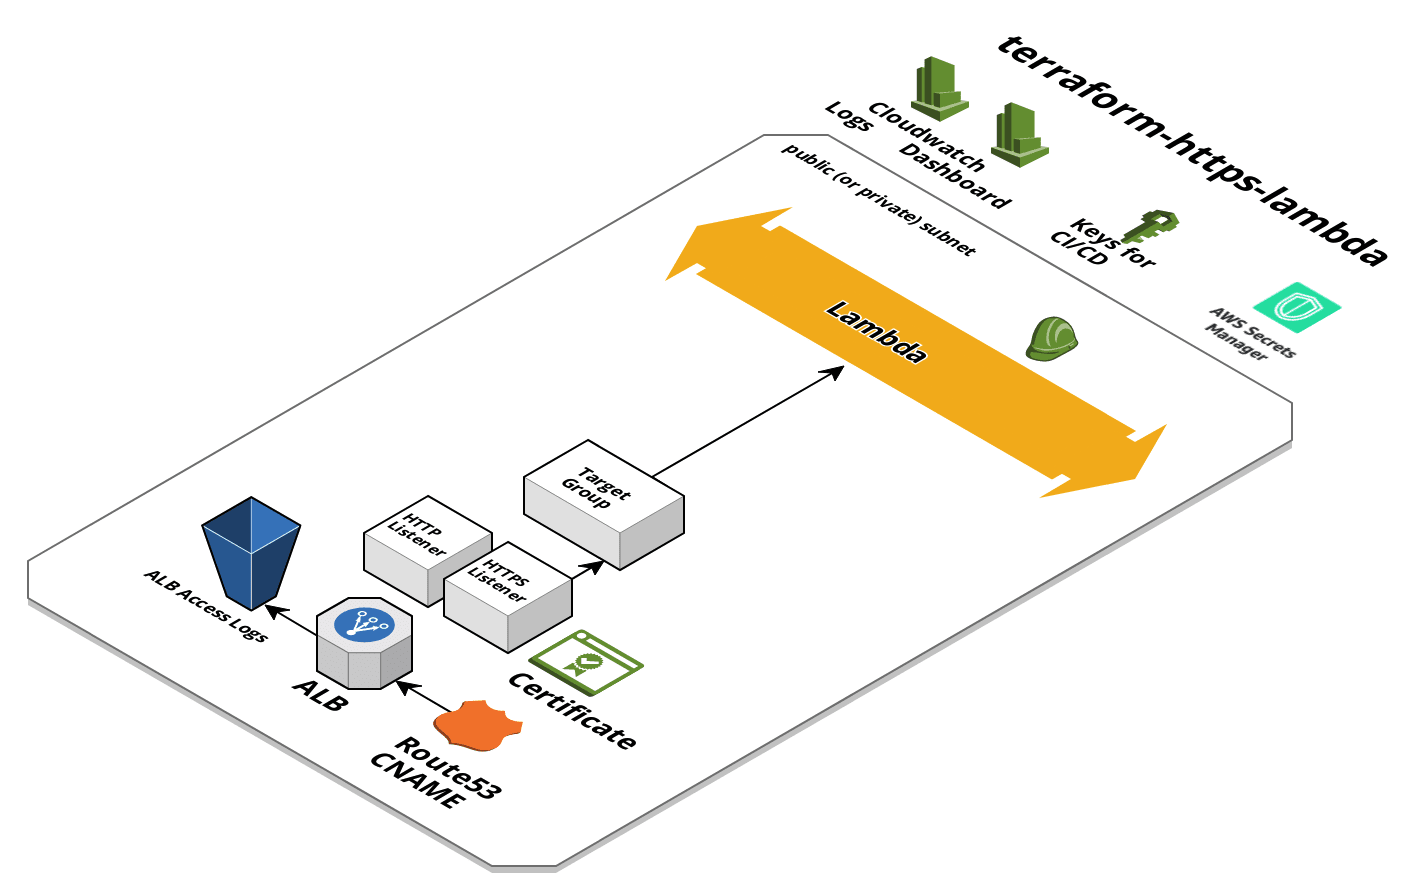 terraform-https-lambda
Logs
Cloudwatch
Dashboard
public (or private) subnet
Keys for
CI/CD
AWS Secrets
Manager
Lambda
Target
Group
HTTP
Listener
HTTPS
Listener
ALB Access Logs
ALB
Certificate
Route53
CNAME